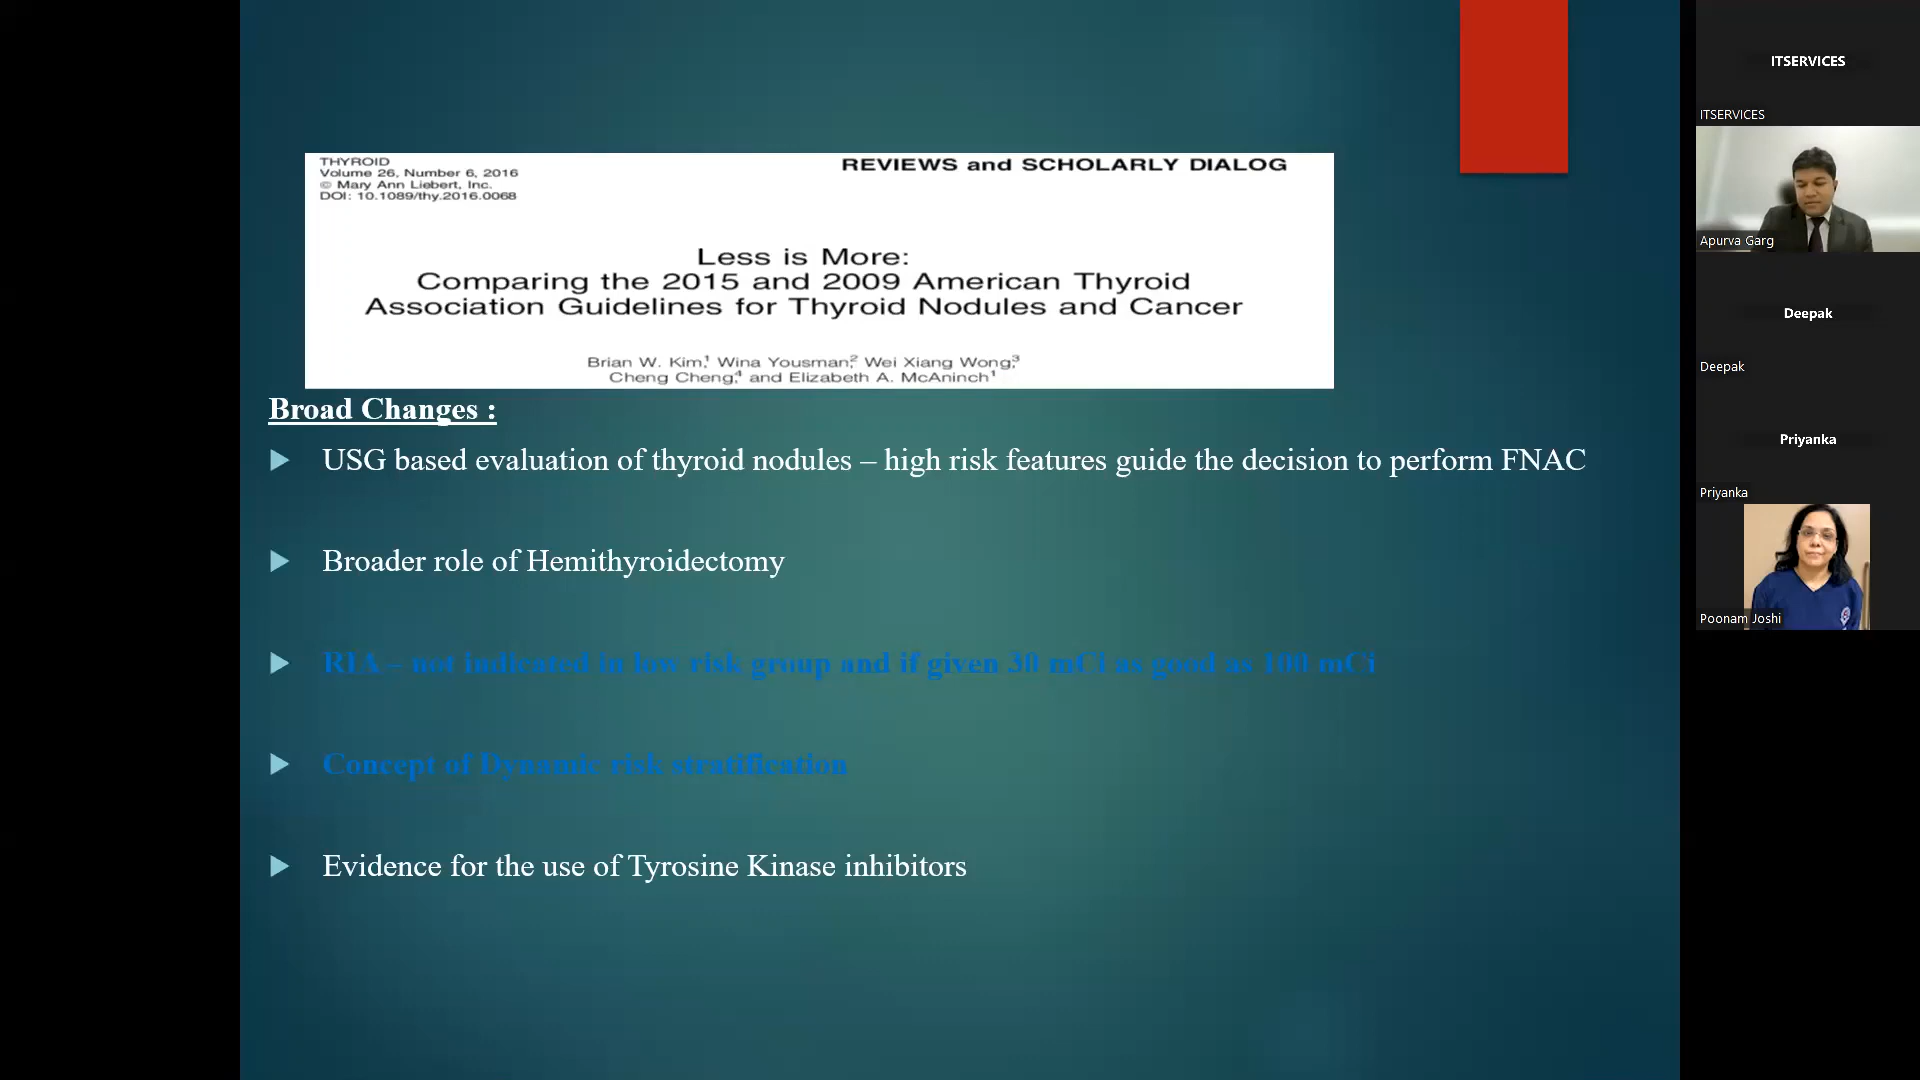 THYROID
Volume 26, Number 6, 2016
© Mary Ann Liebert, Inc.
DOI: 10.1089/thy.2016.0068
REVIEWS and SCHOLARLY DIALOG
Less is More:
Comparing the 2015 and 2009 American Thyroid
Association Guidelines for Thyroid Nodules and Cancer
Brian W. Kim,¹ Wina Yousman,² Wei Xiang Wong,³
Cheng Cheng,⁴ and Elizabeth A. McAninch¹
Broad Changes :
USG based evaluation of thyroid nodules – high risk features guide the decision to perform FNAC
Broader role of Hemithyroidectomy
RIA – not indicated in low risk group and if given 30 mCi as good as 100 mCi
Concept of Dynamic risk stratification
Evidence for the use of Tyrosine Kinase inhibitors
ITSERVICES
ITSERVICES
Apurva Garg
Deepak
Deepak
Priyanka
Priyanka
Poonam Joshi